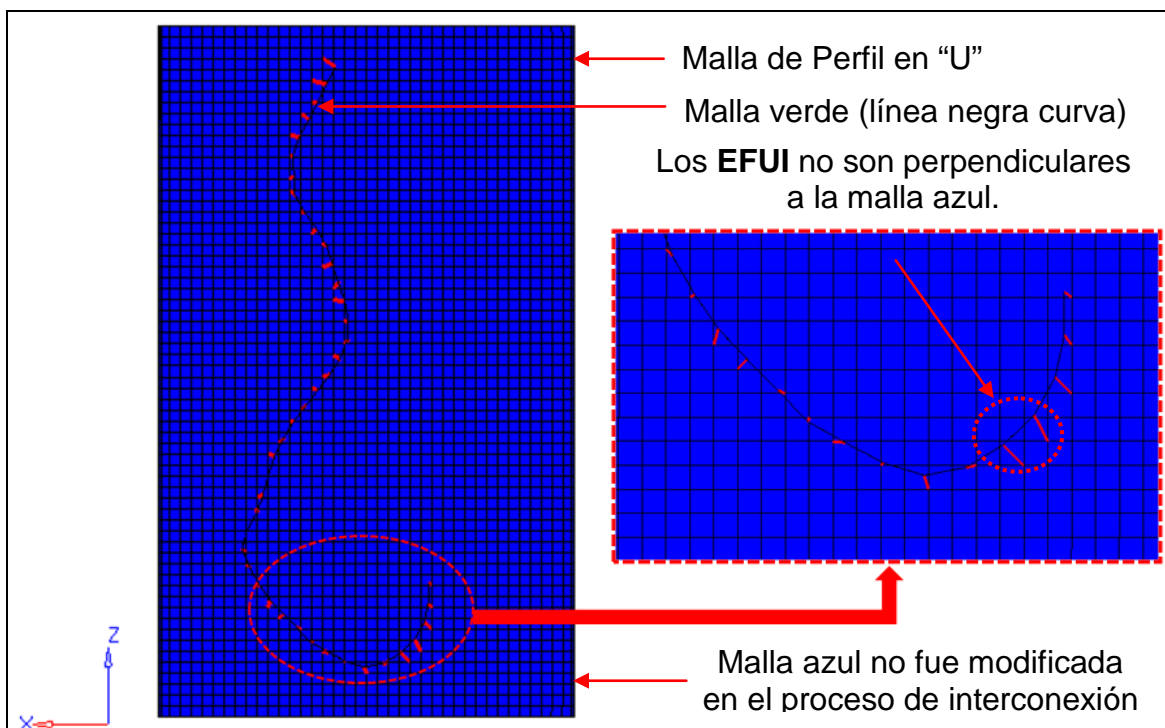 Malla de Perfil en “U”
Malla verde (línea negra curva)
Los EFUI no son perpendiculares
a la malla azul.
Malla azul no fue modificada
en el proceso de interconexión
Z
X